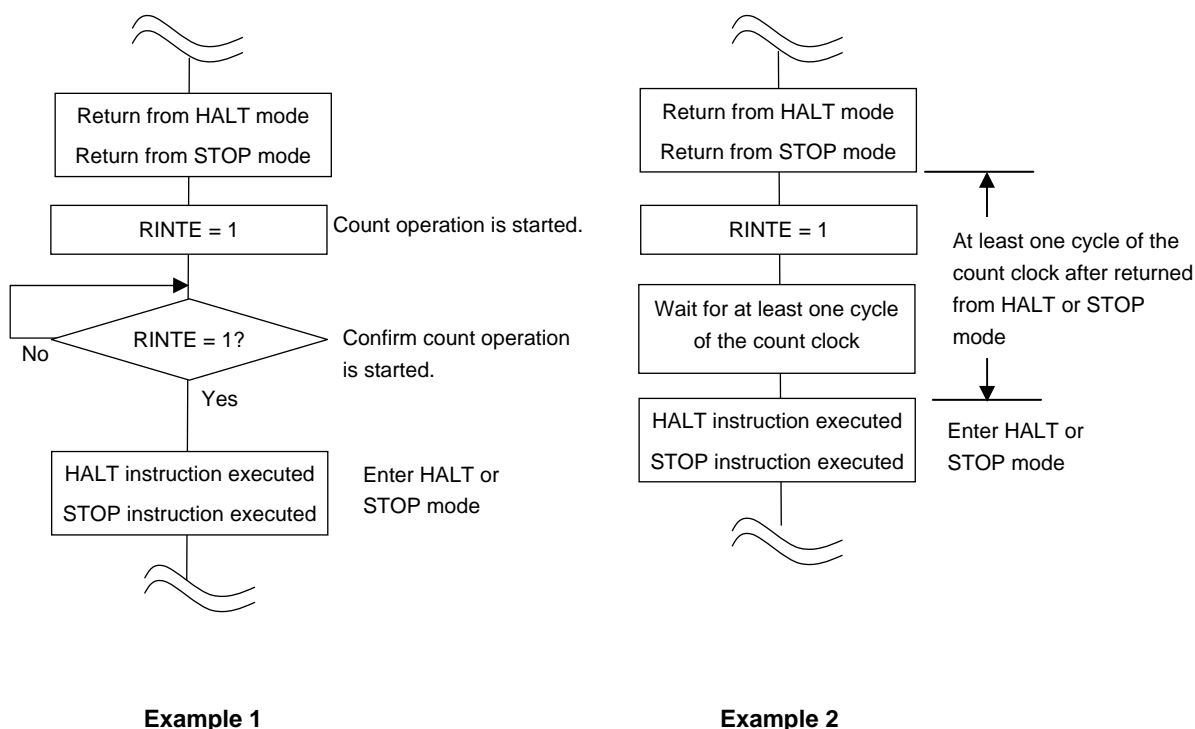 Return from HALT mode
Return from STOP mode
RINTE = 1
Count operation is started.
RINTE = 1?
No
Confirm count operation
is started.
Yes
HALT instruction executed
STOP instruction executed
Enter HALT or
STOP mode
Example 1
Return from HALT mode
Return from STOP mode
RINTE = 1
Wait for at least one cycle
of the count clock
At least one cycle of the
count clock after returned
from HALT or STOP
mode
HALT instruction executed
STOP instruction executed
Enter HALT or
STOP mode
Example 2